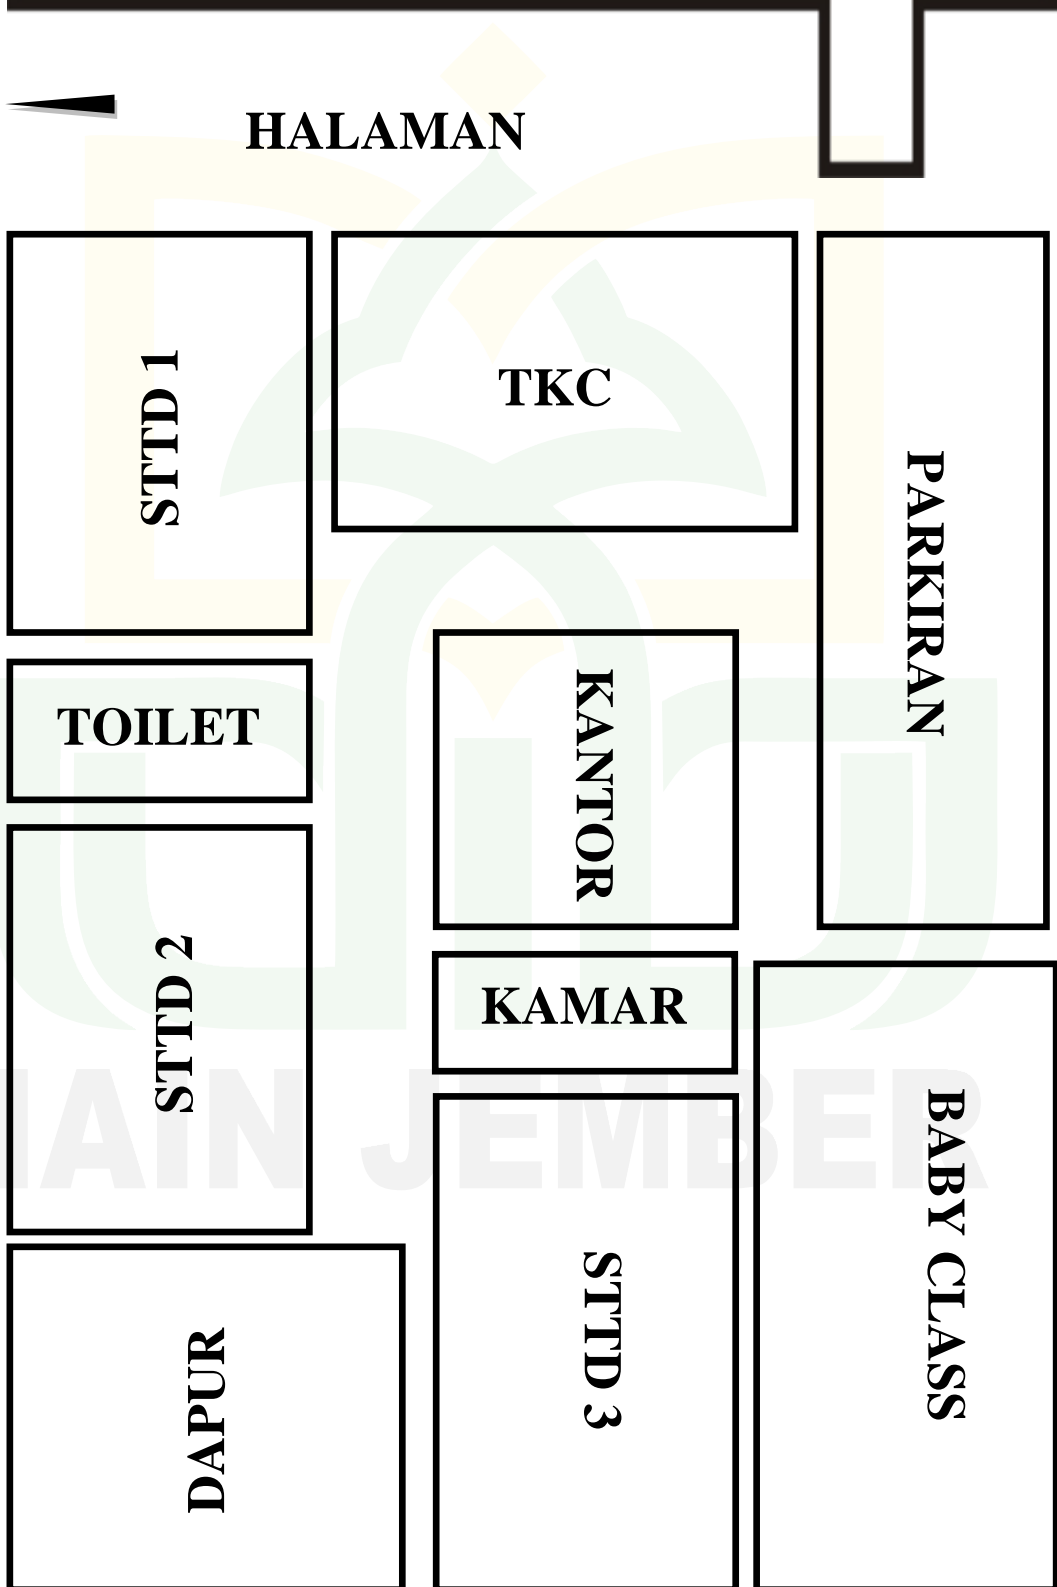 HALAMAN
STTD 1
TKC
PARKIRAN
TOILET
KANTOR
STTD 2
KAMAR
BABY CLASS
STTD 3
DAPUR
IAIN JEMBER